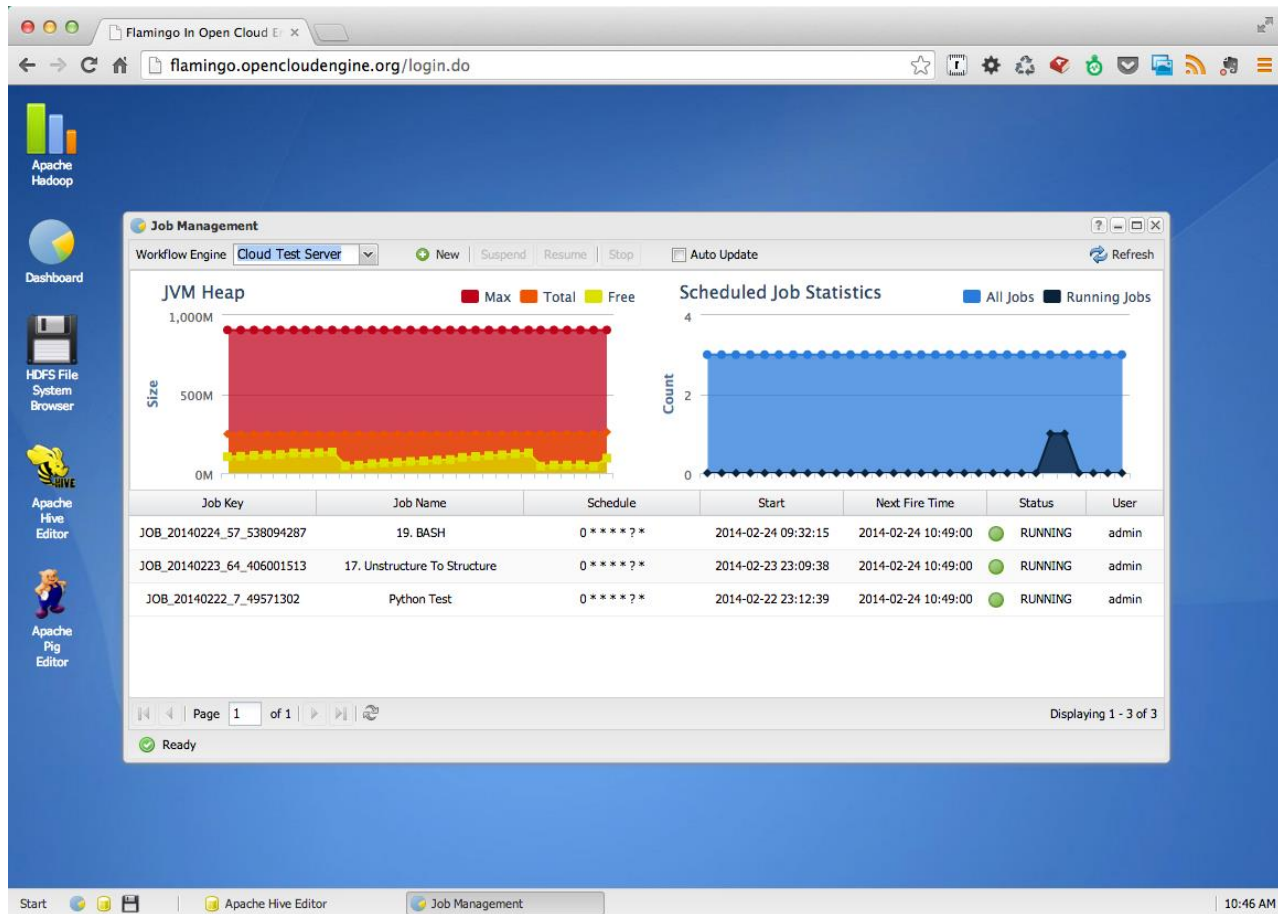 Flamingo In Open Cloud E
flamingo.opencloudengine.org/login.do
Apache
Hadoop
Dashboard
HDFS File
System
Browser
HIVE
Apache
Hive
Editor
Apache
Pig
Editor
Job Management
Workflow Engine Cloud Test Server New Suspend Resume Stop Auto Update Refresh
JVM Heap Max Total Free
1,000M
500M
0M
Size
Scheduled Job Statistics All Jobs Running Jobs
4
2
0
Count
Job Key Job Name Schedule Start Next Fire Time Status User
JOB_20140224_57_538094287 19. BASH 0 * * * * ? * 2014-02-24 09:32:15 2014-02-24 10:49:00 RUNNING admin
JOB_20140223_64_406001513 17. Unstructure To Structure 0 * * * * ? * 2014-02-23 23:09:38 2014-02-24 10:49:00 RUNNING admin
JOB_20140222_7_49571302 Python Test 0 * * * * ? * 2014-02-22 23:12:39 2014-02-24 10:49:00 RUNNING admin
Page 1 of 1 Displaying 1 - 3 of 3
Ready
Start Apache Hive Editor Job Management 10:46 AM